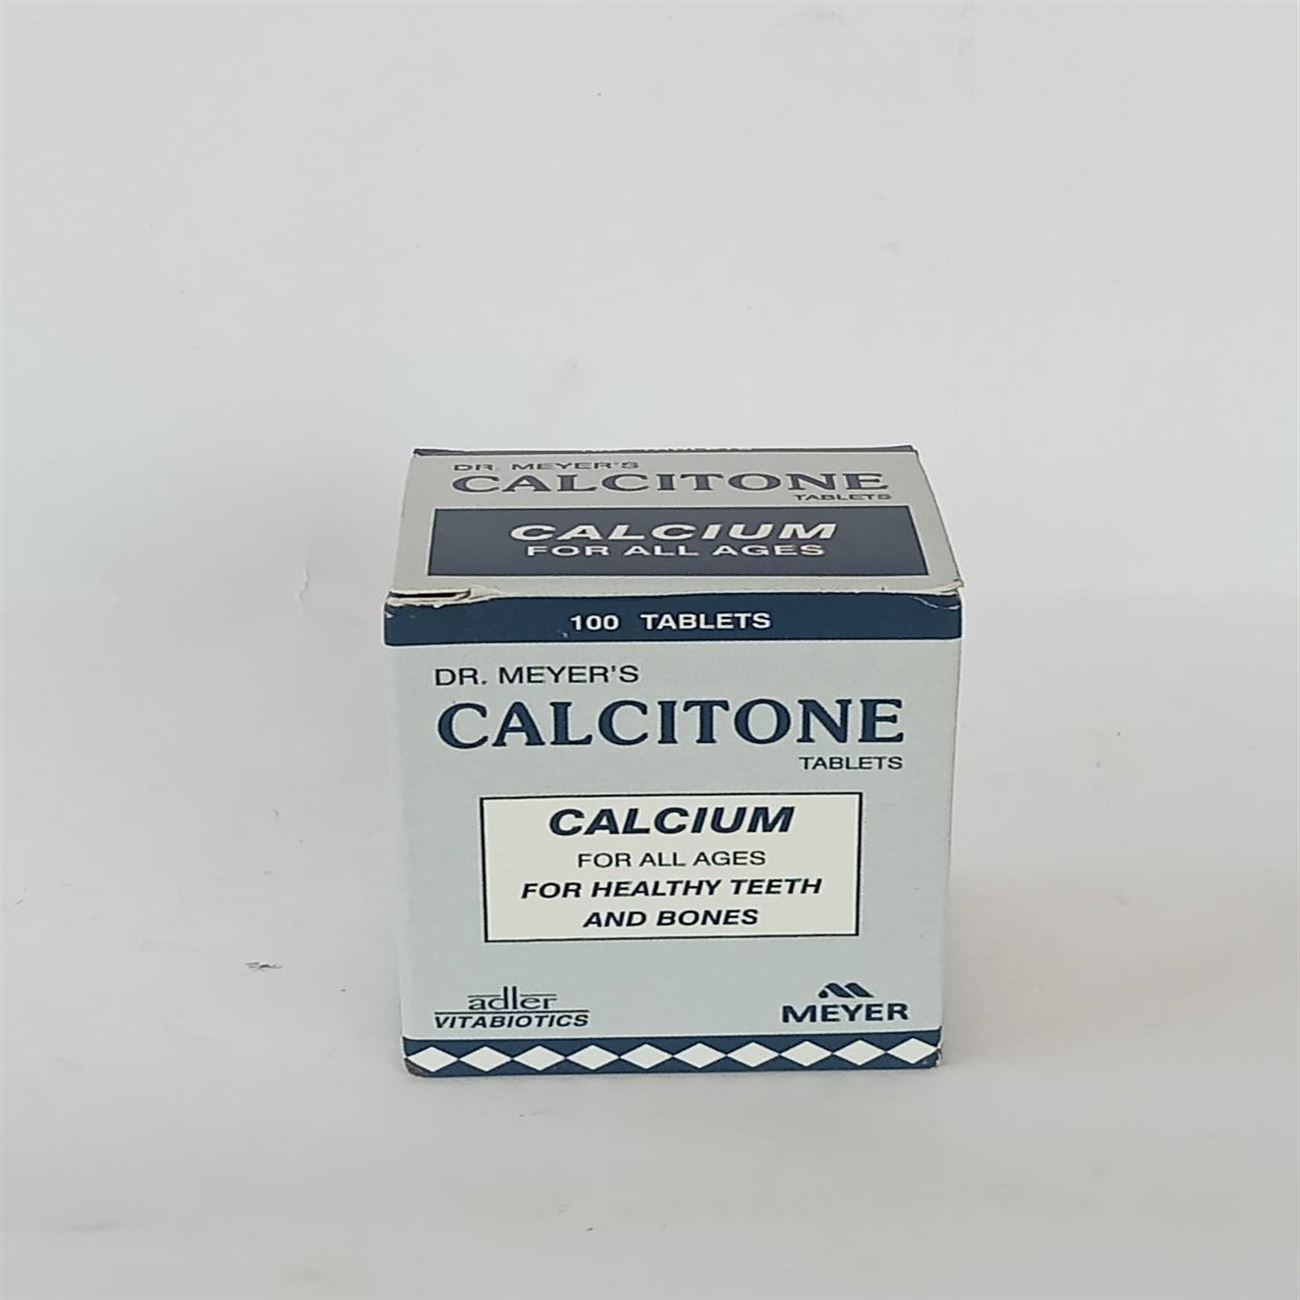 DR. MEYER'S
CALCITONE
TABLETS
CALCIUM
FOR ALL AGES
100 TABLETS
DR. MEYER'S
CALCITONE
TABLETS
CALCIUM
FOR ALL AGES
FOR HEALTHY TEETH
AND BONES
adler
VITABIOTICS
MEYER